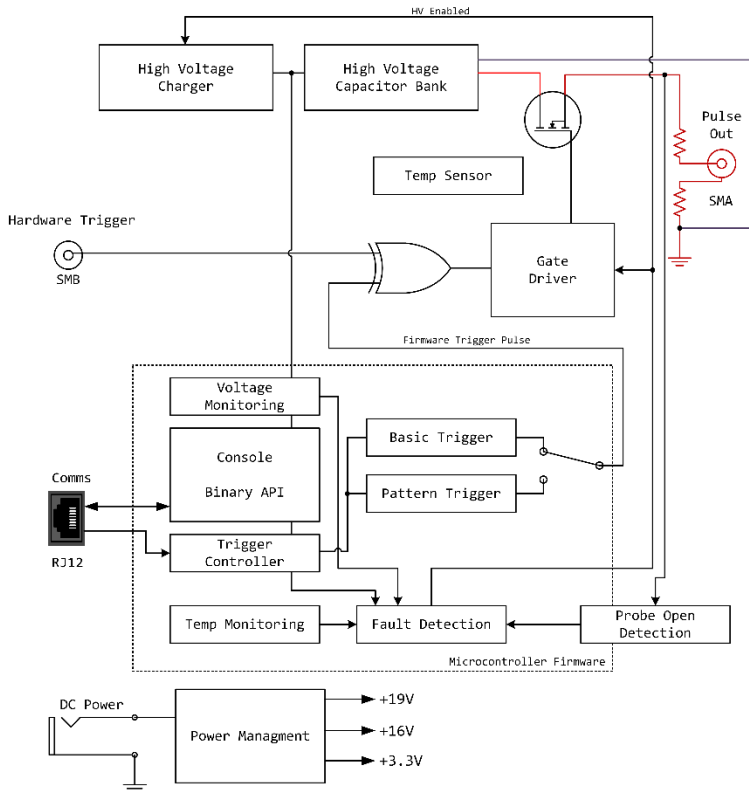 HV Enabled
High Voltage
Charger
High Voltage
Capacitor Bank
Pulse
Out
Temp Sensor
SMA
Hardware Trigger
SMB
Gate
Driver
Firmware Trigger Pulse
Voltage
Monitoring
Basic Trigger
Console
Binary API
Comms
Pattern Trigger
RJ12
Trigger
Controller
Temp Monitoring
Fault Detection
Probe Open
Detection
Microcontroller Firmware
DC Power
Power Managment
+19V
+16V
+3.3V